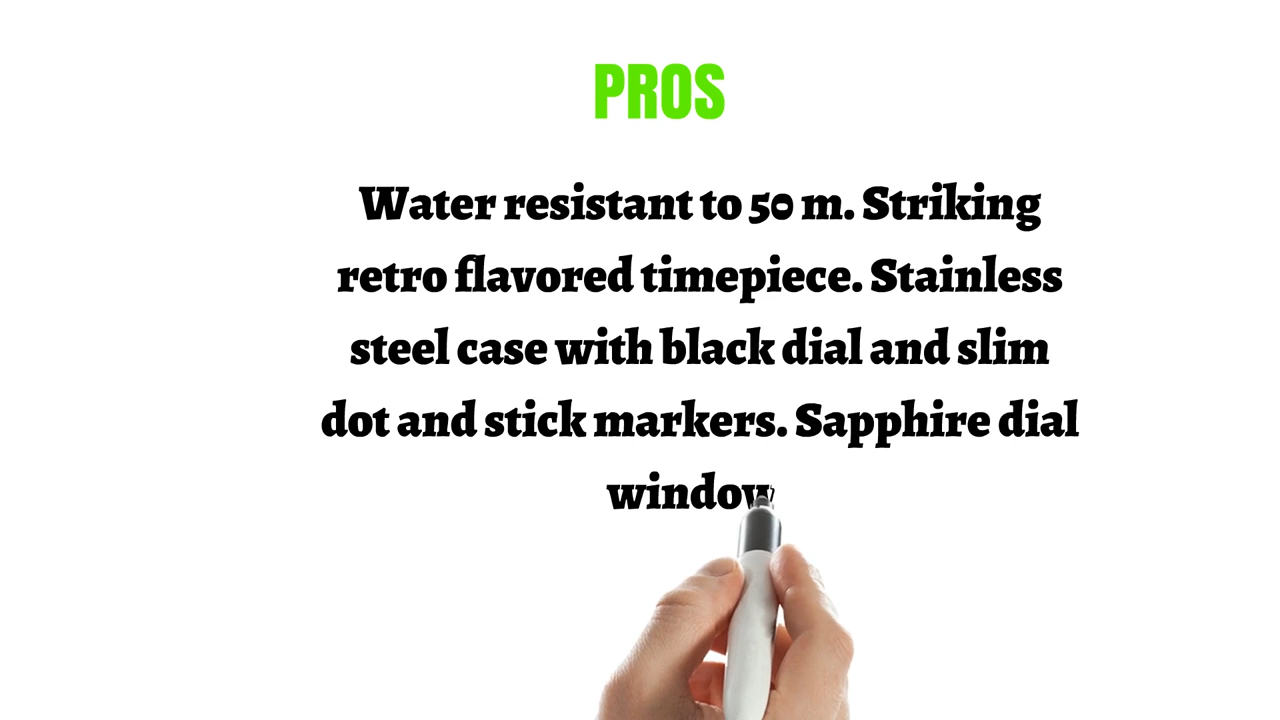 PROS
Water resistant to 50 m. Striking
retro flavored timepiece. Stainless
steel case with black dial and slim
dot and stick markers. Sapphire dial
window